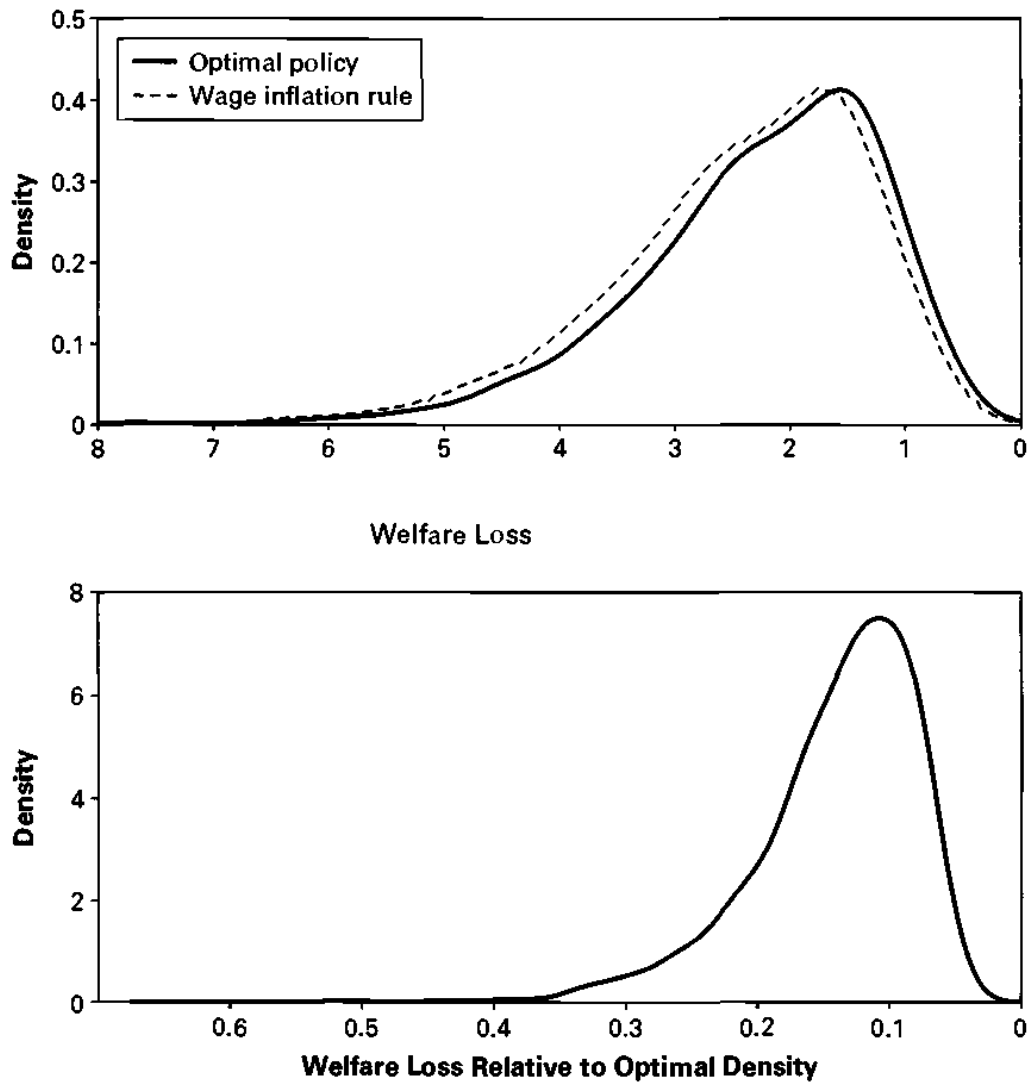 0.5
Optimal policy
Wage inflation rule
0.4
0.3
0.2
0.1
0
Density
8 7 6 5 4 3 2 1 0
Welfare Loss
8
6
4
2
0
Density
0.6 0.5 0.4 0.3 0.2 0.1 0
Welfare Loss Relative to Optimal Density